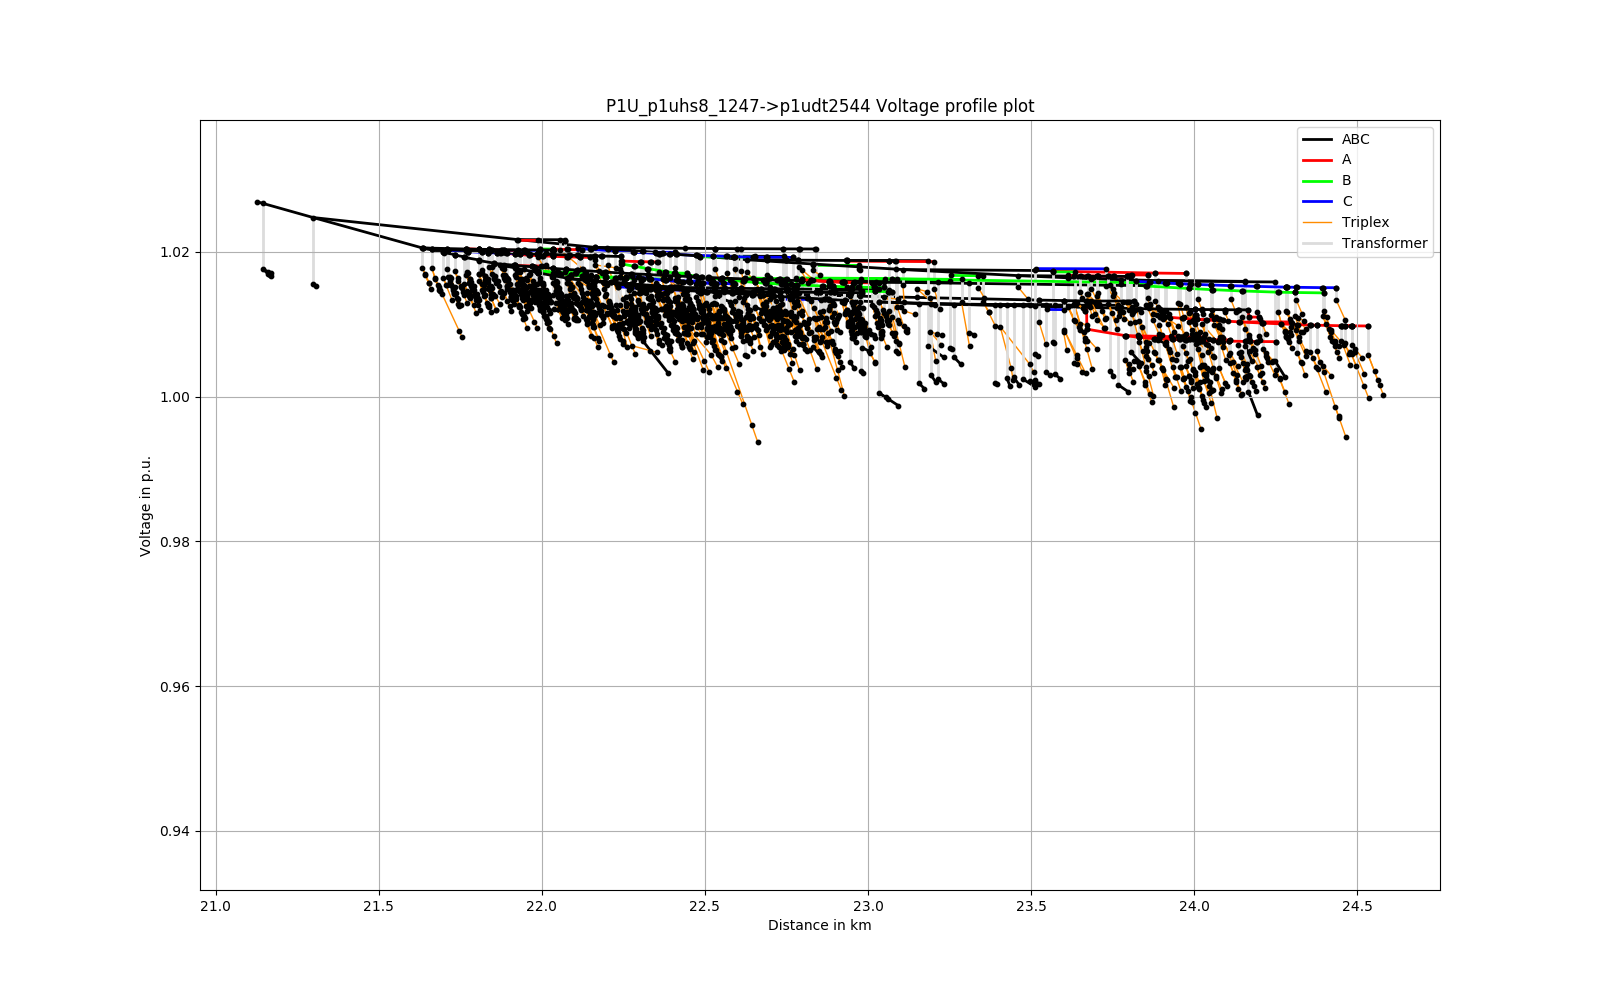 P1U_p1uhs8_1247->p1udt2544 Voltage profile plot
ABC
A
B
C
Triplex
Transformer
1.02
1.00
0.98
0.96
0.94
Voltage in p.u.
21.0 21.5 22.0 22.5 23.0 23.5 24.0 24.5
Distance in km